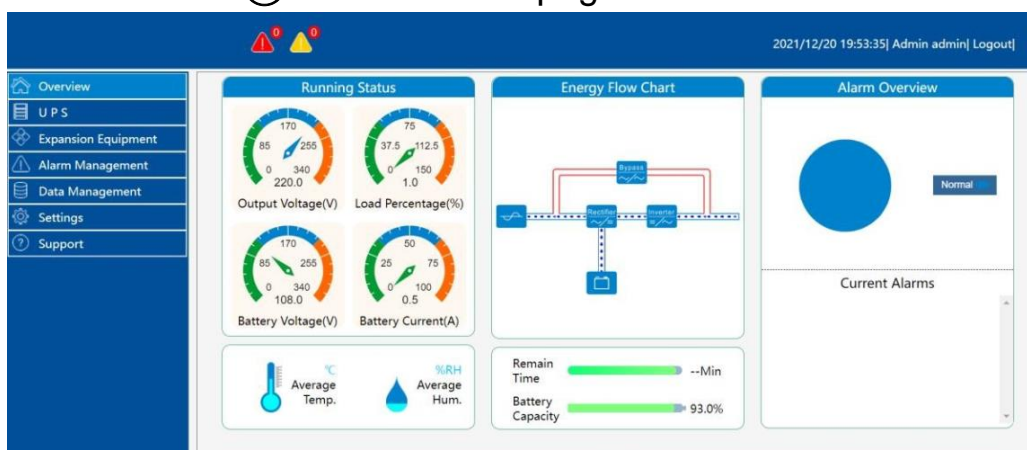 0
0
2021/12/20 19:53:35| Admin admin| Logout|
Overview
UPS
Expansion Equipment
Alarm Management
Data Management
Settings
Support
Running Status
170
85 255
0 340
220.0
Output Voltage(V)
75
37.5 112.5
0 150
1.0
Load Percentage(%)
170
85 255
0 340
108.0
Battery Voltage(V)
50
25 75
0 100
0.5
Battery Current(A)
°C
Average
Temp.
%RH
Average
Hum.
Energy Flow Chart
Bypass
Rectifier
Inverter
Remain
Time
--Min
Battery
Capacity
93.0%
Alarm Overview
Normal
Current Alarms